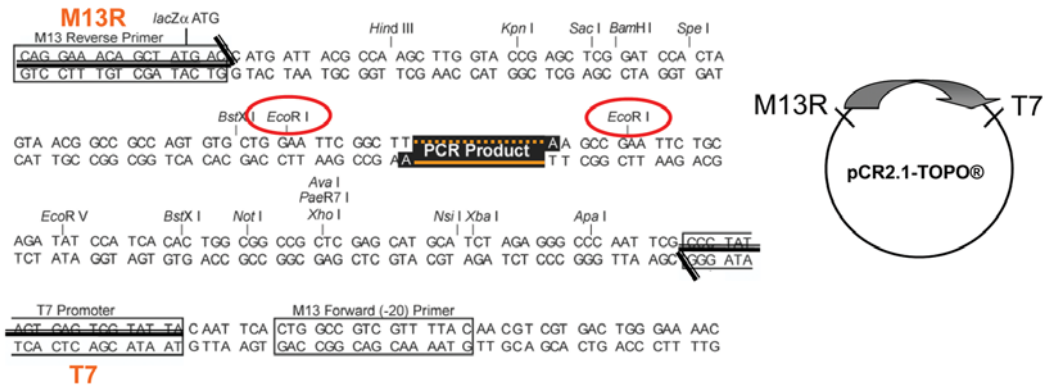 M13R lacZα ATG
M13 Reverse Primer Hind III Kpn I Sac I BamH I Spe I
CAG GAA ACA GCT ATG AC C ATG ATT ACG CCA AGC TTG GTA CCG AGC TCG GAT CCA CTA
GTC CTT TGT CGA TAC TG G TAC TAA TGC GGT TCG AAC CAT GGC TCG AGC CTA GGT GAT
BstX I EcoR I EcoR I
GTA ACG GCC GCC AGT GTG CTG GAA TTC GGC TT PCR Product A A GCC GAA TTC TGC
CAT TGC CGG CGG TCA CAC GAC CTT AAG CCG A A T T CGG CTT AAG ACG
Ava I
PaeR7 I
EcoR V BstX I Not I Xho I Nsi I Xba I Apa I
AGA TAT CCA TCA CAC TGG CGG CCG CTC GAG CAT GCA TCT AGA GGG CCC AAT TCG CCC TAT
TCT ATA GGT AGT GTG ACC GCC GGC GAG CTC GTA CGT AGA TCT CCC GGG TTA AGC GGG ATA
T7 Promoter M13 Forward (-20) Primer
AGT GAG TCG TAT TA C AAT TCA CTG GCC GTC GTT TTA C AA CGT CGT GAC TGG GAA AAC
TCA CTC AGC ATA AT G TTA AGT GAC CGG CAG CAA AAT G TT GCA GCA CTG ACC CTT TTG
T7
M13R T7
pCR2.1-TOPO®